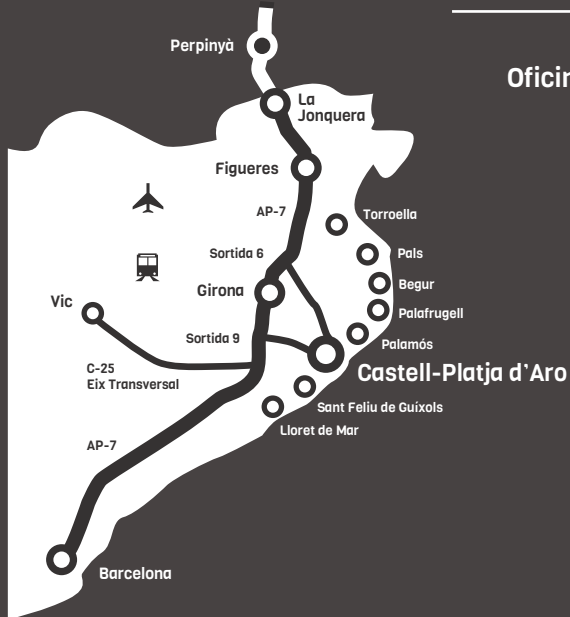 Perpinyà
Oficin
La
Jonquera
Figueres
AP-7
Torroella
Sortida 6
Pals
Begur
Girona
Vic
Palafrugell
Sortida 9
Palamós
C-25
Eix Transversal
Castell-Platja d'Aro
Sant Feliu de Guíxols
Lloret de Mar
AP-7
Barcelona